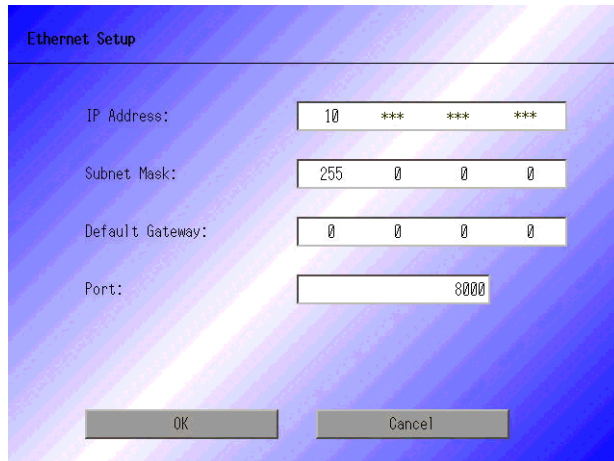 Ethernet Setup
IP Address: 10 *** *** ***
Subnet Mask: 255 0 0 0
Default Gateway: 0 0 0 0
Port: 8000
OK Cancel